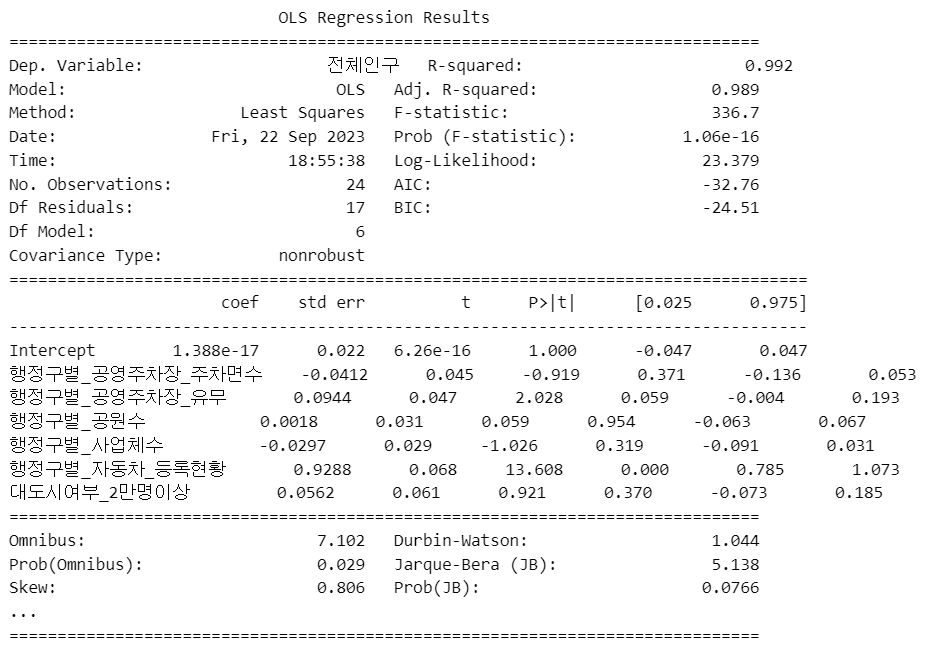 OLS Regression Results
==============================================================================
Dep. Variable: 전체인구 R-squared: 0.992
Model: OLS Adj. R-squared: 0.989
Method: Least Squares F-statistic: 336.7
Date: Fri, 22 Sep 2023 Prob (F-statistic): 1.06e-16
Time: 18:55:38 Log-Likelihood: 23.379
No. Observations: 24 AIC: -32.76
Df Residuals: 17 BIC: -24.51
Df Model: 6
Covariance Type: nonrobust
===================================================================================
coef std err t P>|t| [0.025 0.975]
-----------------------------------------------------------------------------------
Intercept 1.388e-17 0.022 6.26e-16 1.000 -0.047 0.047
행정구별_공영주차장_주차면수 -0.0412 0.045 -0.919 0.371 -0.136 0.053
행정구별_공영주차장_유무 0.0944 0.047 2.028 0.059 -0.004 0.193
행정구별_공원수 0.0018 0.031 0.059 0.954 -0.063 0.067
행정구별_사업체수 -0.0297 0.029 -1.026 0.319 -0.091 0.031
행정구별_자동차_등록현황 0.9288 0.068 13.608 0.000 0.785 1.073
대도시여부_2만명이상 0.0562 0.061 0.921 0.370 -0.073 0.185
==============================================================================
Omnibus: 7.102 Durbin-Watson: 1.044
Prob(Omnibus): 0.029 Jarque-Bera (JB): 5.138
Skew: 0.806 Prob(JB): 0.0766
...
==============================================================================